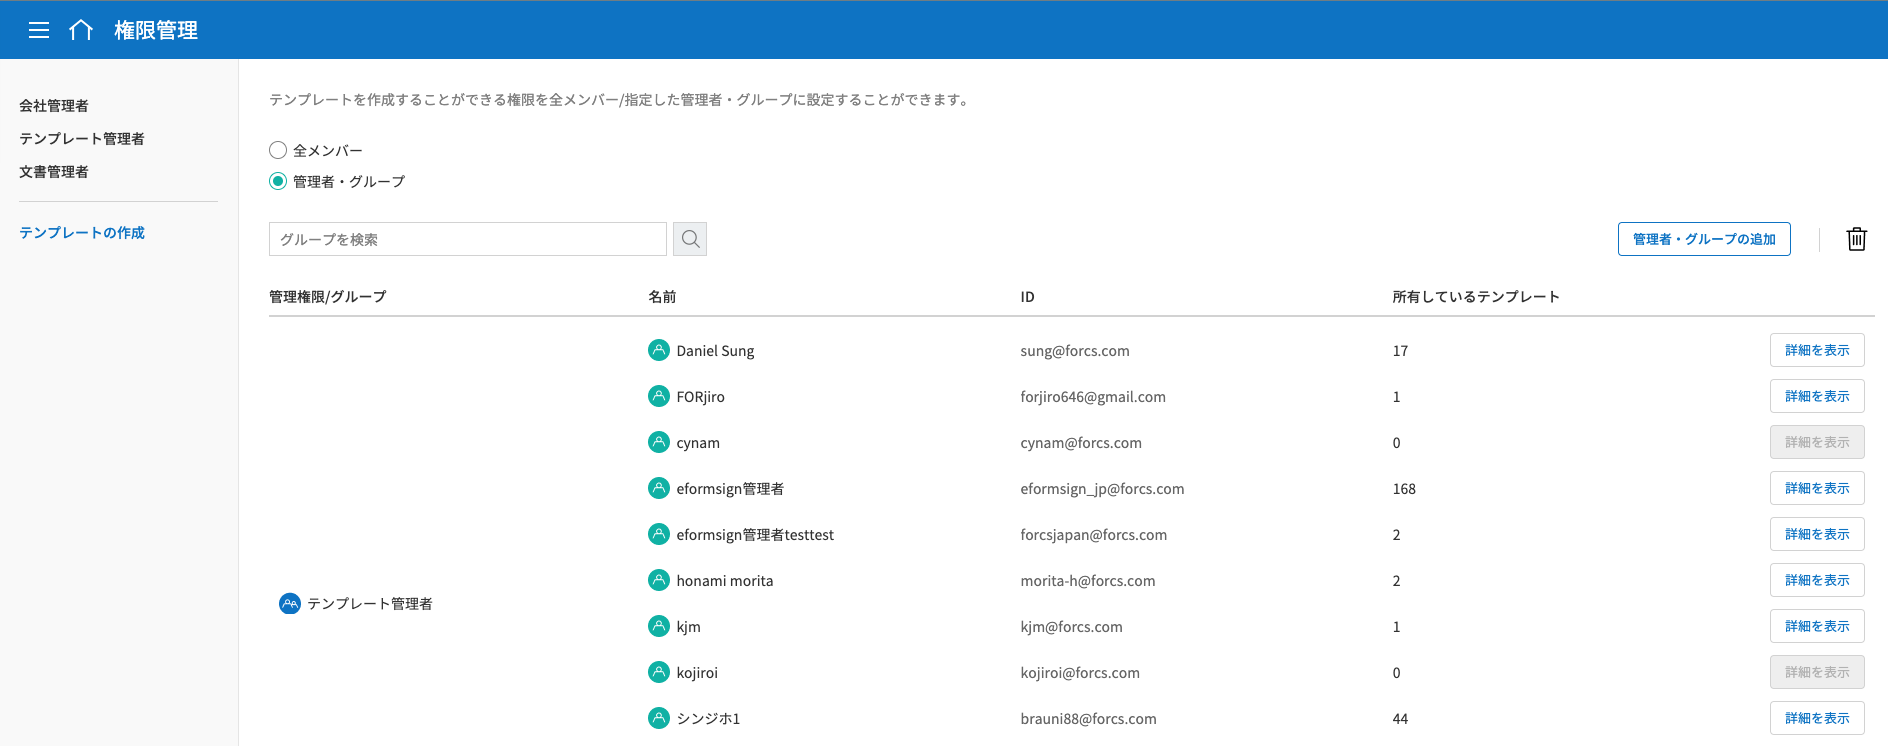 権限管理
会社管理者
テンプレート管理者
文書管理者
テンプレートの作成
テンプレートを作成することができる権限を全メンバー/指定した管理者・グループに設定することができます。
全メンバー
管理者・グループ
グループを検索
管理者・グループの追加
管理権限/グループ 名前 ID 所有しているテンプレート
Daniel Sung sung@forcs.com 17 詳細を表示
FORjiro forjiro646@gmail.com 1 詳細を表示
cynam cynam@forcs.com 0 詳細を表示
eformsign管理者 eformsign_jp@forcs.com 168 詳細を表示
eformsign管理者testtest forcsjapan@forcs.com 2 詳細を表示
honami morita morita-h@forcs.com 2 詳細を表示
テンプレート管理者
kjm kjm@forcs.com 1 詳細を表示
kojiroi kojiroi@forcs.com 0 詳細を表示
シンジホ1 brauni88@forcs.com 44 詳細を表示